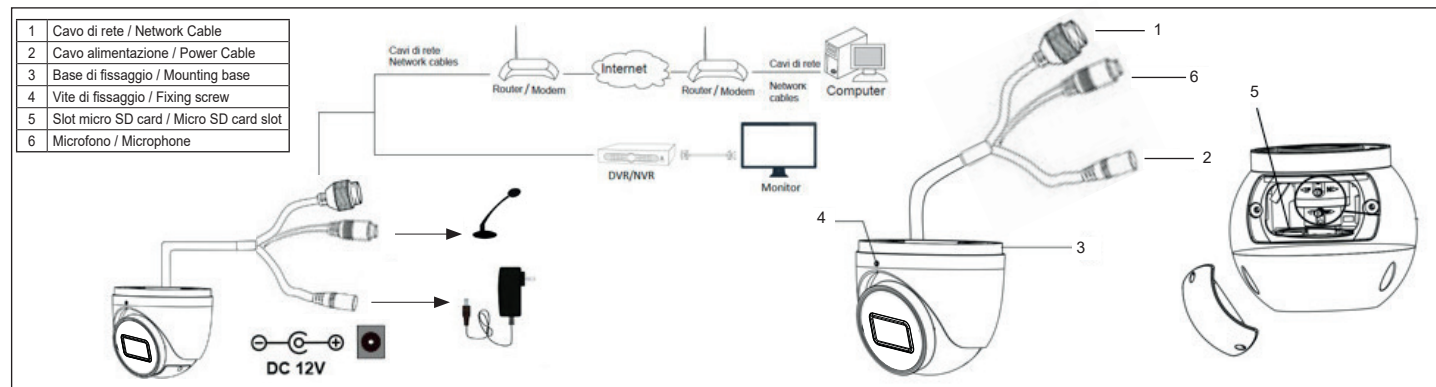 1 Cavo di rete / Network Cable
2 Cavo alimentazione / Power Cable
3 Base di fissaggio / Mounting base
4 Vite di fissaggio / Fixing screw
5 Slot micro SD card / Micro SD card slot
6 Microfono / Microphone
Cavi di rete
Network cables
Router / Modem
Internet
Router / Modem
Cavi di rete
Network
cables
Computer
DVR/NVR
Monitor
DC 12V
1
6
2
3
4
5